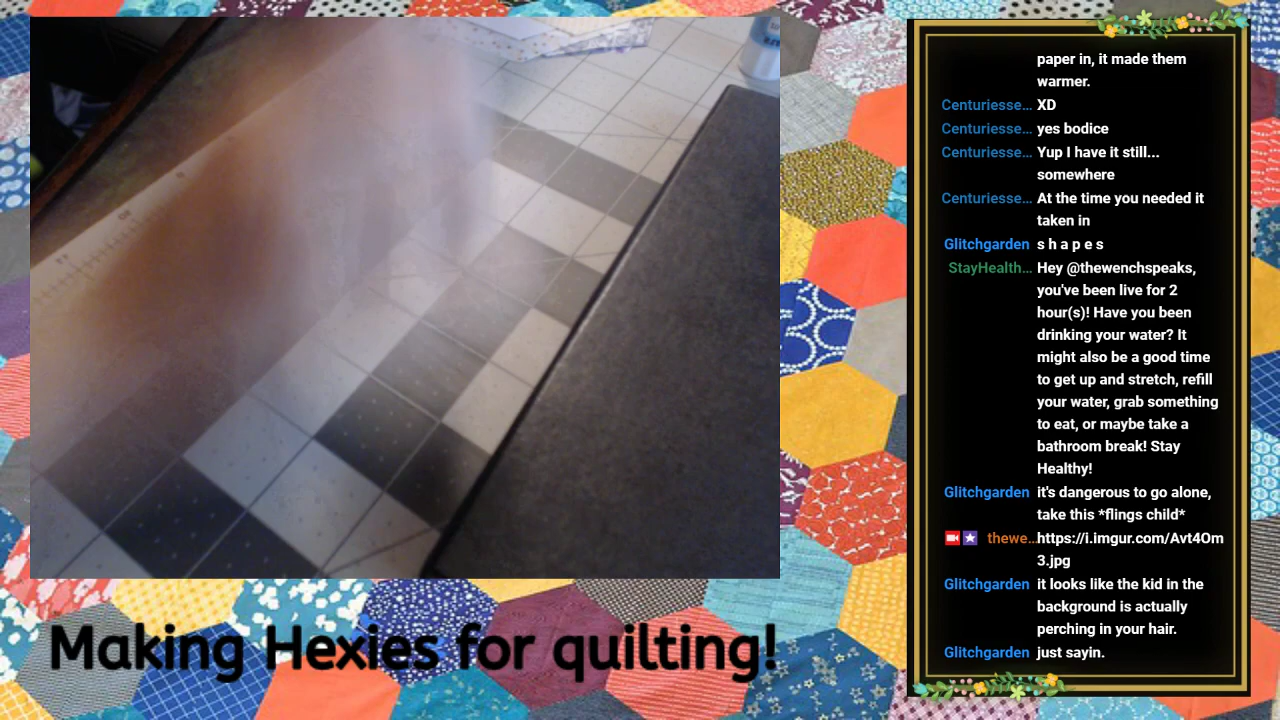 paper in, it made them
warmer.
Centuriesse... XD
Centuriesse... yes bodice
Centuriesse... Yup I have it still...
somewhere
Centuriesse... At the time you needed it
taken in
Glitchgarden s h a p e s
StayHealth... Hey @thewenchspeaks,
you've been live for 2
hour(s)! Have you been
drinking your water? It
might also be a good time
to get up and stretch, refill
your water, grab something
to eat, or maybe take a
bathroom break! Stay
Healthy!
Glitchgarden it's dangerous to go alone,
take this *flings child*
thewe... https://i.imgur.com/Avt4Om
3.jpg
Glitchgarden it looks like the kid in the
background is actually
perching in your hair.
Glitchgarden just sayin.
Making Hexies for quilting!